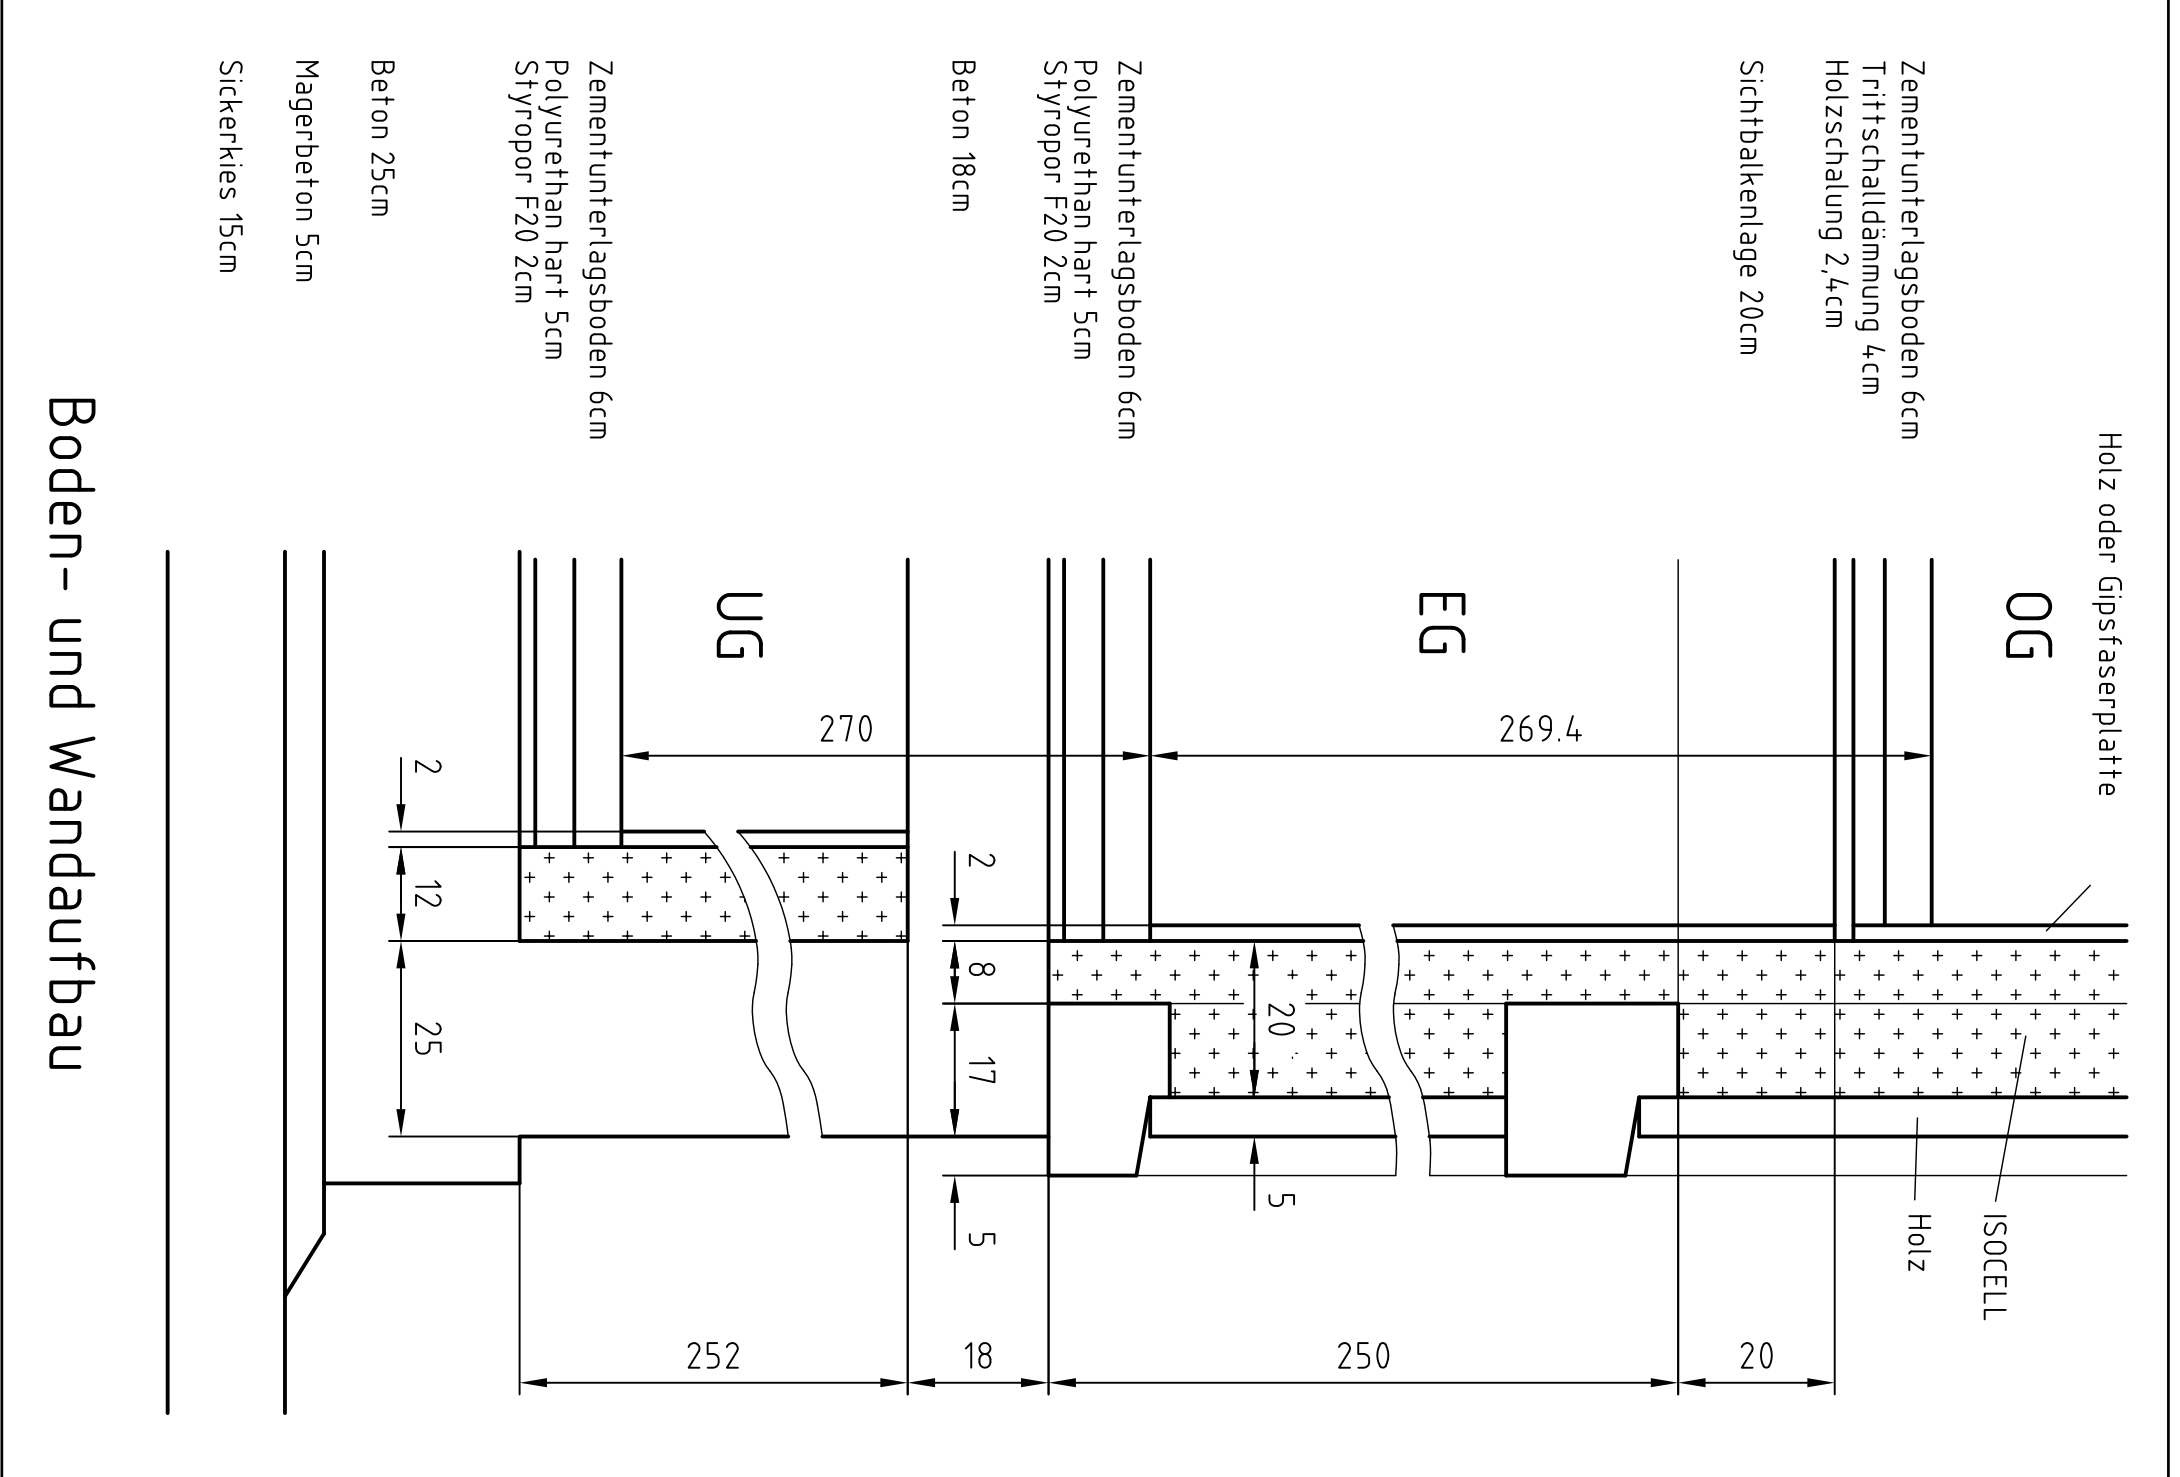 Holz oder Gipsfaserplatte
OG
Zementunterlagsboden 6cm
Trittschalldämmung 4cm
Holzschalung 2,4cm
Sichtbalkenlage 20cm
ISOCELL
Holz
EG
269.4
20
250
20
5
Zementunterlagsboden 6cm
Polyurethan hart 5cm
Styropor F20 2cm
Beton 18cm
2
8
17
5
18
270
UG
252
Zementunterlagsboden 6cm
Polyurethan hart 5cm
Styropor F20 2cm
2
12
25
Beton 25cm
Magerbeton 5cm
Sickerkies 15cm
Boden- und Wandaufbau